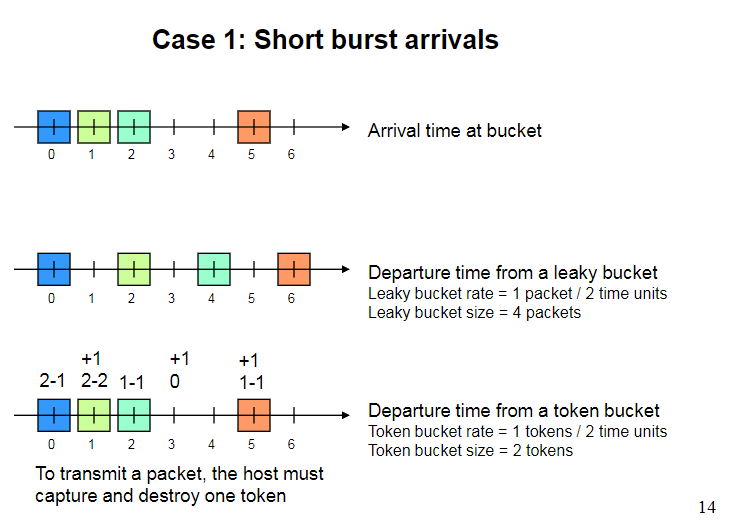 Case 1: Short burst arrivals
Arrival time at bucket
0 1 2 3 4 5 6
Departure time from a leaky bucket
Leaky bucket rate = 1 packet / 2 time units
Leaky bucket size = 4 packets
0 1 2 3 4 5 6
+1 +1 +1
2-1 2-2 1-1 0 1-1
Departure time from a token bucket
Token bucket rate = 1 tokens / 2 time units
Token bucket size = 2 tokens
0 1 2 3 4 5 6
To transmit a packet, the host must
capture and destroy one token
14